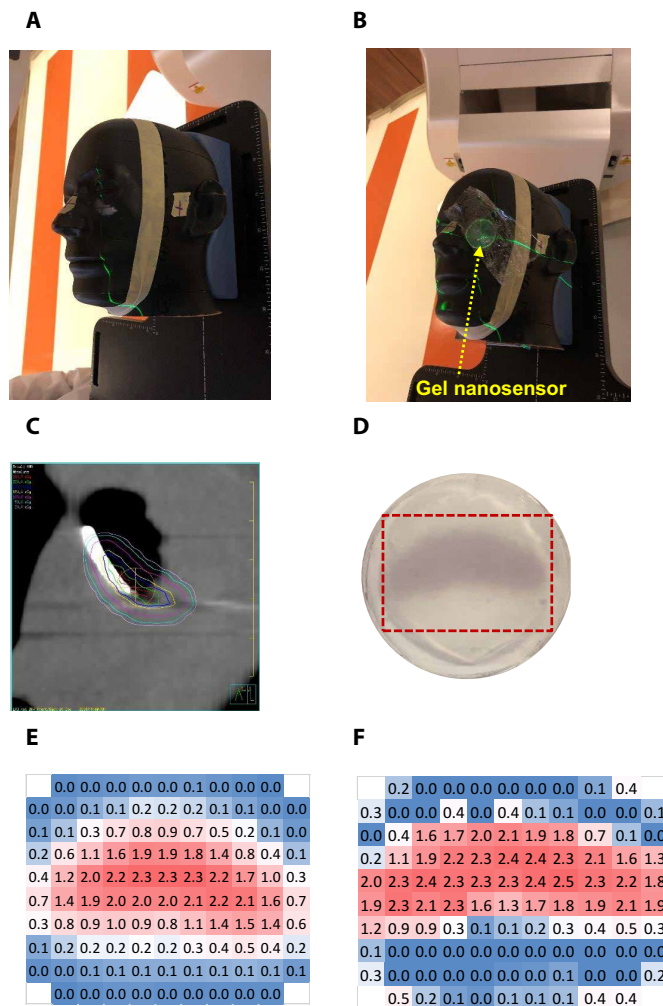 A
B
Gel nanosensor
C
D
E
F
0.0 0.0 0.0 0.0 0.0 0.1 0.0 0.0 0.0
0.0 0.0 0.1 0.1 0.2 0.2 0.2 0.1 0.1 0.0 0.0
0.1 0.1 0.3 0.7 0.8 0.9 0.7 0.5 0.2 0.1 0.0
0.2 0.6 1.1 1.6 1.9 1.9 1.8 1.4 0.8 0.4 0.1
0.4 1.2 2.0 2.2 2.3 2.3 2.3 2.2 1.7 1.0 0.3
0.7 1.4 1.9 2.0 2.0 2.0 2.1 2.2 2.1 1.6 0.7
0.3 0.8 0.9 1.0 0.9 0.8 1.1 1.4 1.5 1.4 0.6
0.1 0.2 0.2 0.2 0.2 0.2 0.3 0.4 0.5 0.4 0.2
0.0 0.0 0.0 0.1 0.1 0.1 0.1 0.1 0.1 0.1 0.1
0.0 0.0 0.0 0.0 0.0 0.0 0.0 0.0 0.0
0.2 0.0 0.0 0.0 0.0 0.0 0.0 0.1 0.4
0.3 0.0 0.0 0.4 0.0 0.4 0.1 0.1 0.0 0.0 0.1
0.0 0.4 1.6 1.7 2.0 2.1 1.9 1.8 0.7 0.1 0.0
0.2 1.1 1.9 2.2 2.3 2.4 2.4 2.3 2.1 1.6 1.3
2.0 2.3 2.4 2.3 2.3 2.3 2.4 2.5 2.3 2.2 1.8
1.9 2.3 2.1 2.3 1.6 1.3 1.7 1.8 1.9 2.1 1.9
1.2 0.9 0.9 0.3 0.1 0.1 0.2 0.3 0.4 0.5 0.3
0.1 0.0 0.0 0.0 0.0 0.0 0.0 0.0 0.0 0.0 0.0
0.3 0.0 0.0 0.0 0.0 0.0 0.0 0.1 0.0 0.0 0.2
0.5 0.2 0.1 0.0 0.1 0.1 0.1 0.4 0.4